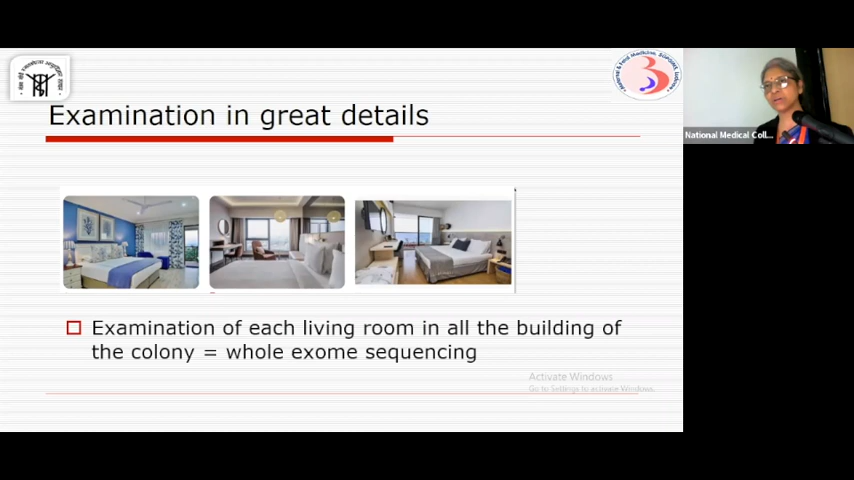 Examination in great details
National Medical Coll...
Examination of each living room in all the building of
the colony = whole exome sequencing
Activate Windows
Go to Settings to activate Windows.